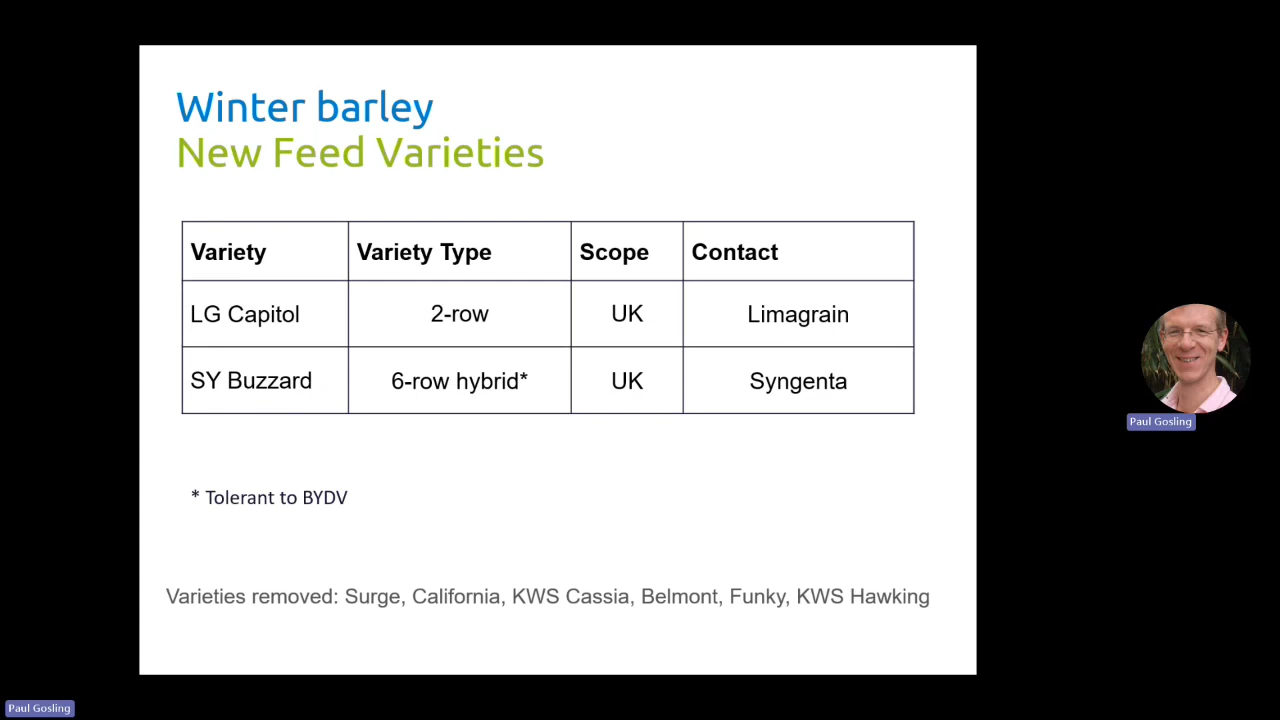 Winter barley
New Feed Varieties
Variety Variety Type Scope Contact
LG Capitol 2-row UK Limagrain
SY Buzzard 6-row hybrid* UK Syngenta
* Tolerant to BYDV
Varieties removed: Surge, California, KWS Cassia, Belmont, Funky, KWS Hawking
Paul Gosling
Paul Gosling